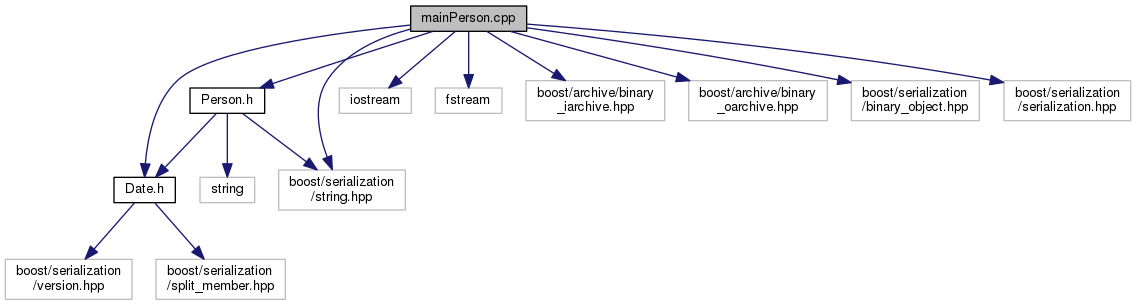 mainPerson.cpp
Person.h
iostream
fstream
boost/archive/binary
_iarchive.hpp
boost/archive/binary
_oarchive.hpp
boost/serialization
/binary_object.hpp
boost/serialization
/serialization.hpp
Date.h
string
boost/serialization
/string.hpp
boost/serialization
/version.hpp
boost/serialization
/split_member.hpp